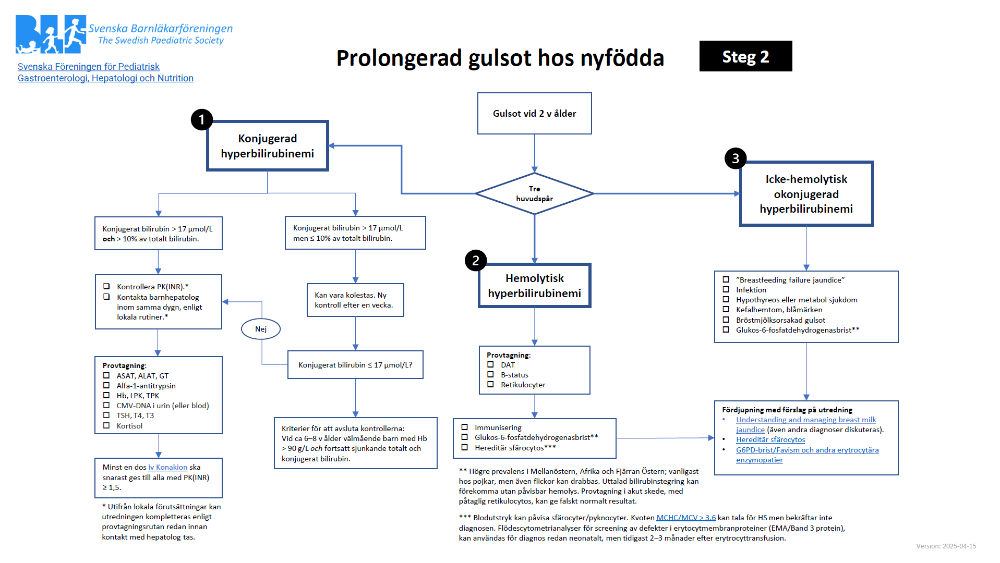 Svenska Barnläkarföreningen
The Swedish Paediatric Society
Svenska Föreningen för Pediatrisk
Gastroenterologi, Hepatologi och Nutrition
Prolongerad gulsot hos nyfödda
Steg 2
Gulsot vid 2 v ålder
Tre
huvudspår
1
Konjugerad
hyperbilirubinemi
Konjugerat bilirubin > 17 µmol/L
och > 10% av totalt bilirubin.
Kontrollera PK(INR).*
Kontakta barnhepatolog
inom samma dygn, enligt
lokala rutiner.*
Provtagning:
ASAT, ALAT, GT
Alfa-1-antitrypsin
Hb, LPK, TPK
CMV-DNA i urin (eller blod)
TSH, T4, T3
Kortisol
Minst en dos iv Konakion ska
snarast ges till alla med PK(INR)
≥ 1,5.
* Utifrån lokala förutsättningar kan
utredningen kompletteras enligt
provtagningsrutan redan innan
kontakt med hepatolog tas.
Konjugerat bilirubin > 17 µmol/L
men ≤ 10% av totalt bilirubin.
Kan vara kolestas. Ny
kontroll efter en vecka.
Nej
Konjugerat bilirubin ≤ 17 µmol/L?
Kriterier för att avsluta kontrollerna:
Vid ca 6–8 v ålder välmående barn med Hb
> 90 g/L och fortsatt sjunkande totalt och
konjugerat bilirubin.
2
Hemolytisk
hyperbilirubinemi
Provtagning:
DAT
B-status
Retikulocyter
Immunisering
Glukos-6-fosfatdehydrogenasbrist**
Hereditär sfärocytos***
** Högre prevalens i Mellanöstern, Afrika och Fjärran Östern; vanligast
hos pojkar, men även flickor kan drabbas. Uttalad bilirubinstegring kan
förekomma utan påvisbar hemolys. Provtagning i akut skede, med
påtaglig retikulocytos, kan ge falskt normalt resultat.
*** Blodutstryk kan påvisa sfärocyter/pyknocyter. Kvoten MCHC/MCV > 3,6 kan tala för HS men bekräftar inte
diagnosen. Flödescytometrianalyser för screening av defekter i erytocytmembranproteiner (EMA/Band 3 protein),
kan användas för diagnos redan neonatalt, men tidigast 2–3 månader efter erytrocyttransfusion.
3
Icke-hemolytisk
okonjugerad
hyperbilirubinemi
”Breastfeeding failure jaundice”
Infektion
Hypothyreos eller metabol sjukdom
Kefalhemtom, blåmärken
Bröstmjölksorsakad gulsot
Glukos-6-fosfatdehydrogenasbrist**
Fördjupning med förslag på utredning
• Understanding and managing breast milk
jaundice (även andra diagnoser diskuteras).
• Hereditär sfärocytos
• G6PD-brist/Favism och andra erytrocytära
enzymopatier
Version: 2025-04-15